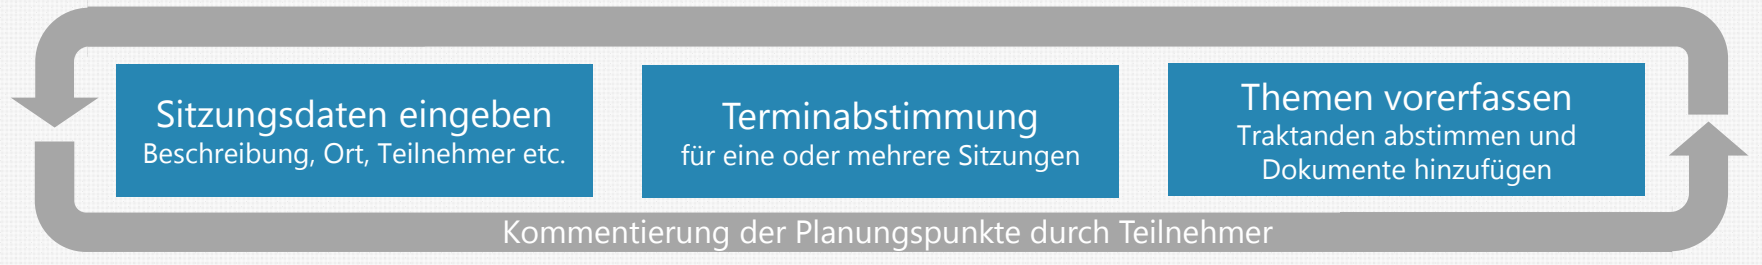 Sitzungsdaten eingeben
Beschreibung, Ort, Teilnehmer etc.
Terminabstimmung
für eine oder mehrere Sitzungen
Themen vorerfassen
Traktanden abstimmen und
Dokumente hinzufügen
Kommentierung der Planungspunkte durch Teilnehmer